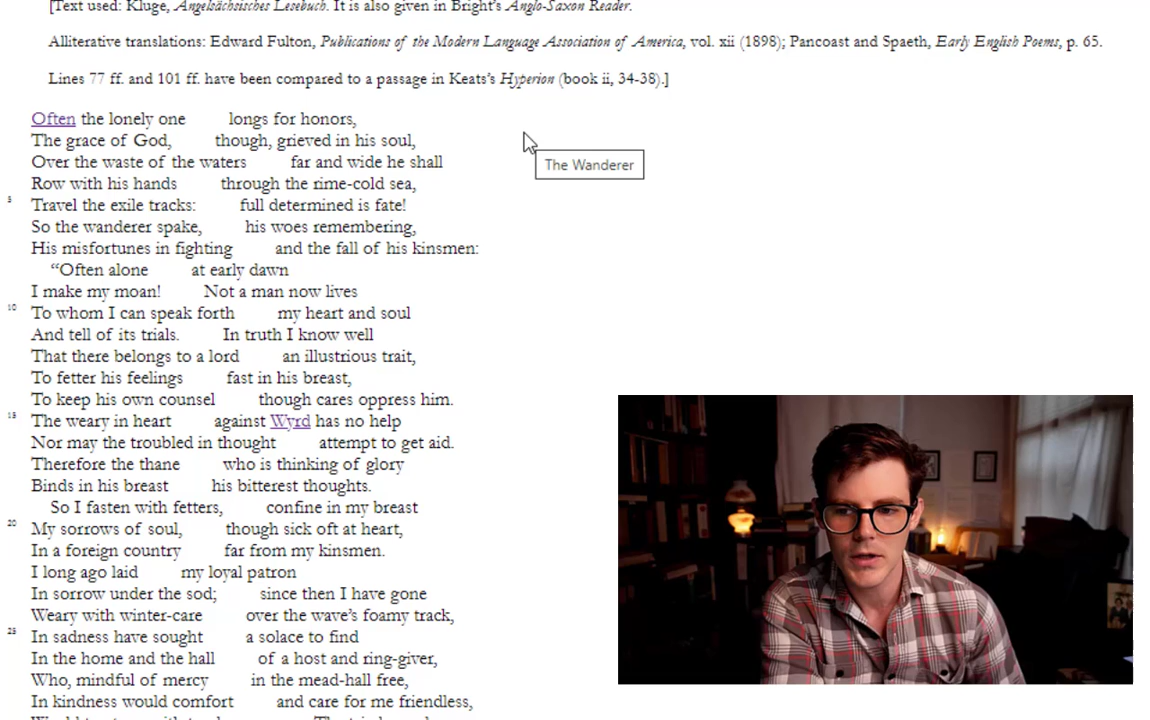 [Text used: Kluge, Angelsächsisches Lesebuch. It is also given in Bright's Anglo-Saxon Reader.
Alliterative translations: Edward Fulton, Publications of the Modern Language Association of America, vol. xii (1898); Pancoast and Spaeth, Early English Poems, p. 65.
Lines 77 ff. and 101 ff. have been compared to a passage in Keats's Hyperion (book ii, 34-38).]
Often the lonely one longs for honors,
The grace of God, though, grieved in his soul,
Over the waste of the waters far and wide he shall
Row with his hands through the rime-cold sea,
5 Travel the exile tracks: full determined is fate!
So the wanderer spake, his woes remembering,
His misfortunes in fighting and the fall of his kinsmen:
“Often alone at early dawn
I make my moan! Not a man now lives
10 To whom I can speak forth my heart and soul
And tell of its trials. In truth I know well
That there belongs to a lord an illustrious trait,
To fetter his feelings fast in his breast,
To keep his own counsel though cares oppress him.
15 The weary in heart against Wyrd has no help
Nor may the troubled in thought attempt to get aid.
Therefore the thane who is thinking of glory
Binds in his breast his bitterest thoughts.
So I fasten with fetters, confine in my breast
20 My sorrows of soul, though sick oft at heart,
In a foreign country far from my kinsmen.
I long ago laid my loyal patron
In sorrow under the sod; since then I have gone
Weary with winter-care over the wave's foamy track,
25 In sadness have sought a solace to find
In the home and the hall of a host and ring-giver,
Who, mindful of mercy in the mead-hall free,
In kindness would comfort and care for me friendless,
The Wanderer